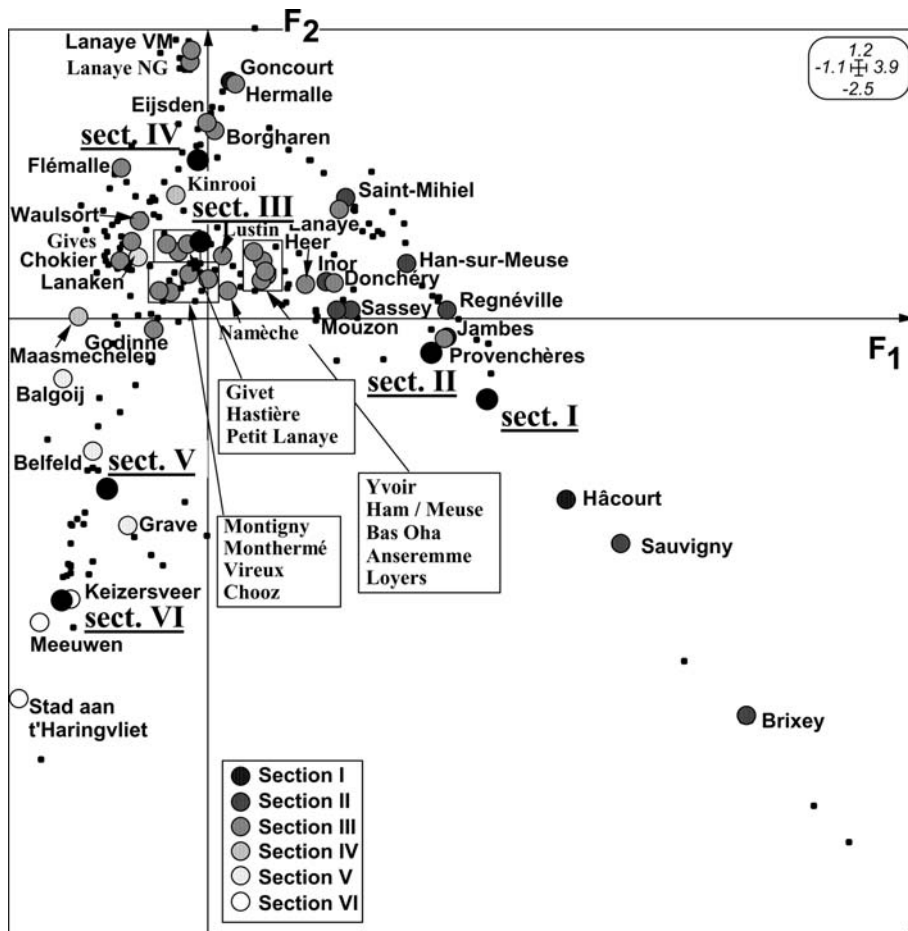 F2
Lanaye VM
Lanaye NG
Goncourt
Hermalle
1.2
-1.1 3.9
-2.5
Eijsden
Borgharen
sect. IV
Flémalle
Kinrooi
Saint-Mihiel
sect. III
Waulsort
Lustin
Lanaye
Gives
Heer
Chokier
Inor
Han-sur-Meuse
Lanaken
Donchéry
Sassey
Regnéville
Namèche
Mouzon
Godinne
Jambes
Maasmechelen
Provenchères
F1
Balgoij
sect. II
Givet
Hastière
Petit Lanaye
sect. I
Belfeld
sect. V
Yvoir
Ham / Meuse
Bas Oha
Anseremme
Loyers
Hâcourt
Grave
Montigny
Monthermé
Vireux
Chooz
Sauvigny
Keizersveer
sect. VI
Meeuwen
Stad aan
t'Haringvliet
Brixey
Section I
Section II
Section III
Section IV
Section V
Section VI